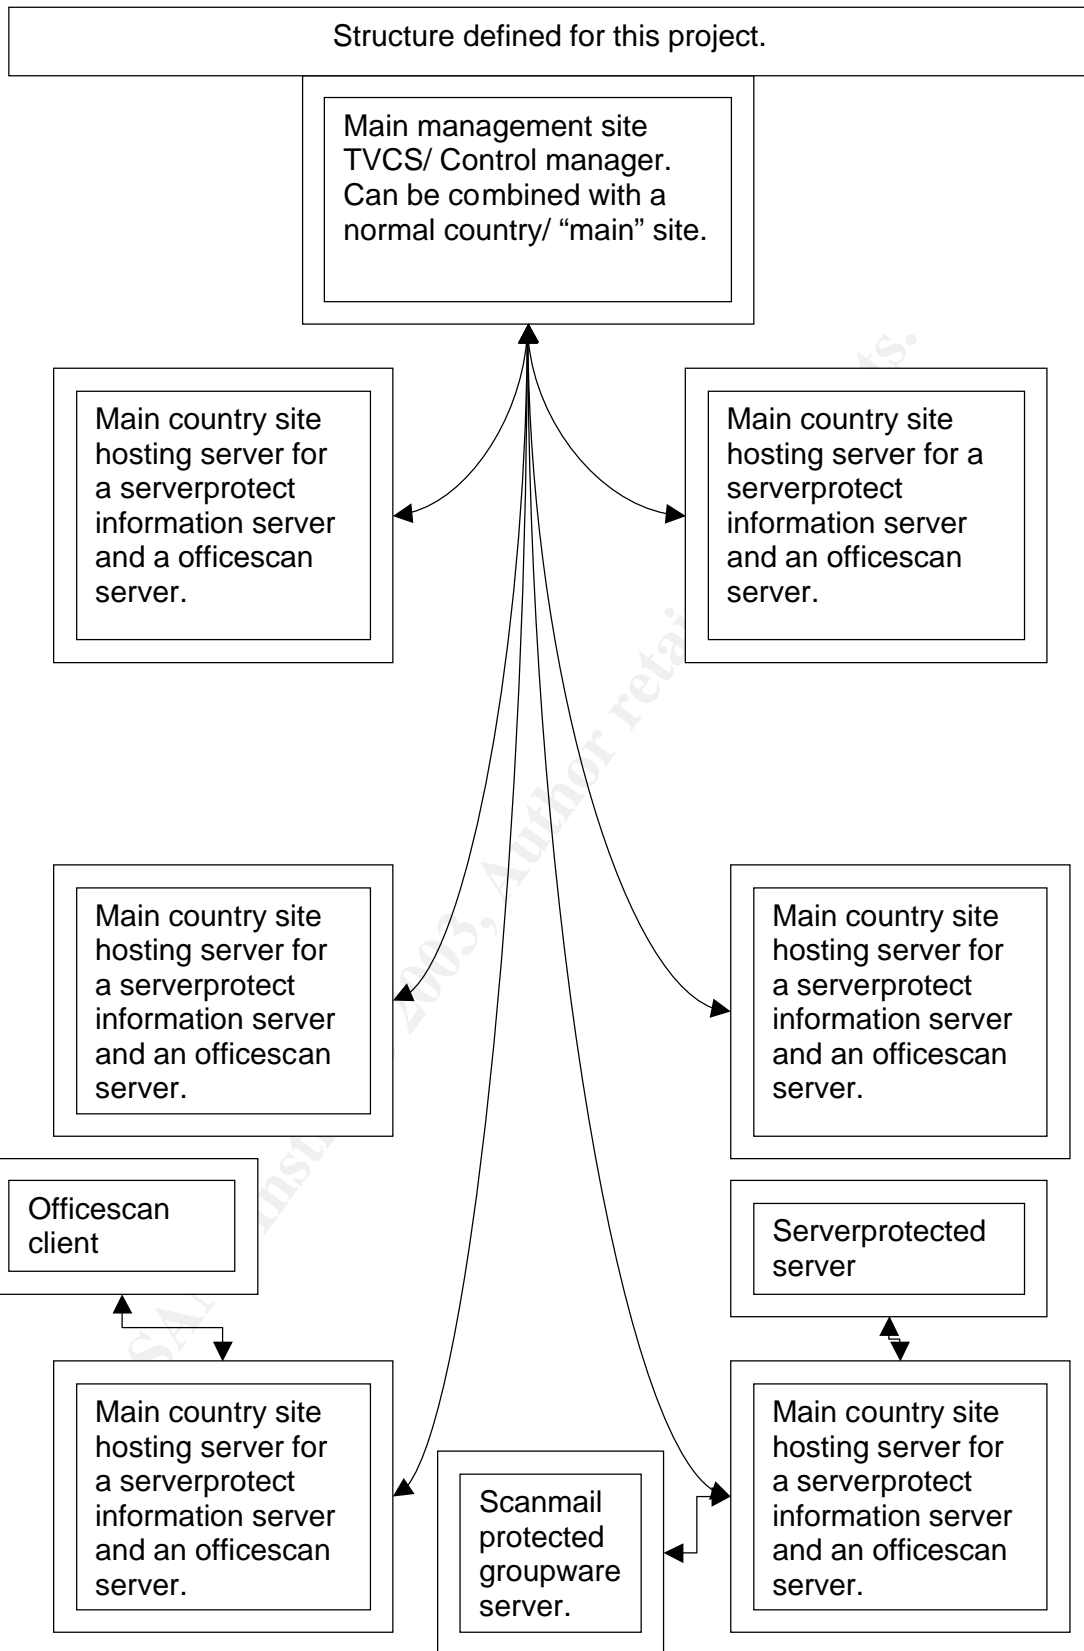 Structure defined for this project.
Main management site
TVCS/ Control manager.
Can be combined with a
normal country/ “main” site.
Main country site
hosting server for
a serverprotect
information server
and a officescan
server.
Main country site
hosting server for a
serverprotect
information server
and an officescan
server.
Main country site
hosting server for
a serverprotect
information server
and an officescan
server.
Main country site
hosting server for
a serverprotect
information server
and an officescan
server.
Officescan
client
Serverprotected
server
Main country site
hosting server for
a serverprotect
information server
and an officescan
server.
Scanmail
protected
groupware
server.
Main country site
hosting server for
a serverprotect
information server
and an officescan
server.
2003, Author